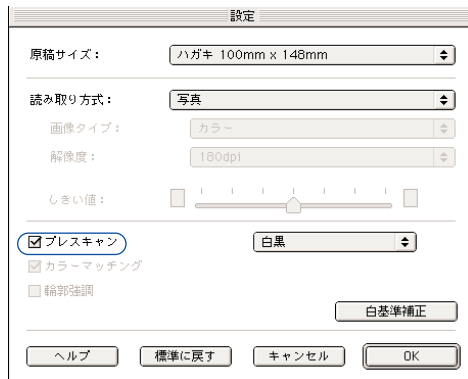 設定
原稿サイズ： ハガキ 100mm x 148mm
読み取り方式： 写真
画像タイプ： カラー
解像度： 180dpi
しきい値：
プレスキャン 白黒
カラーマッチング
輪郭強調
白基準補正
ヘルプ 標準に戻す キャンセル OK